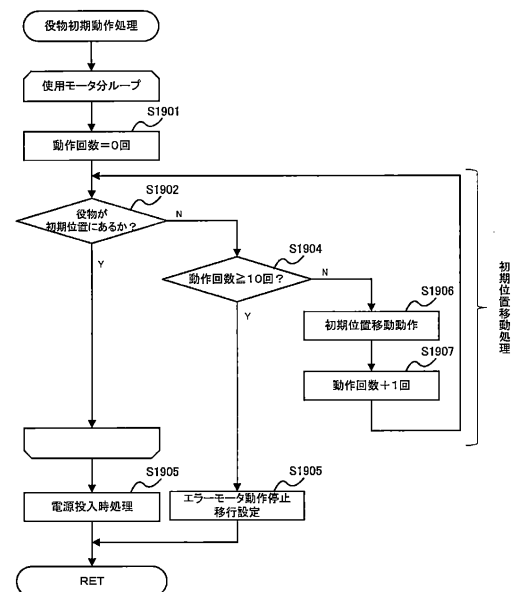 役物初期動作処理
使用モータ分ループ
S1901
動作回数=0回
S1902
役物が
初期位置にあるか?
N
Y
S1904
動作回数≧10回?
N
Y
S1906
初期位置移動動作
S1907
動作回数+1回
初期位置移動処理
S1905
電源投入時処理
S1905
エラーモータ動作停止
移行設定
RET